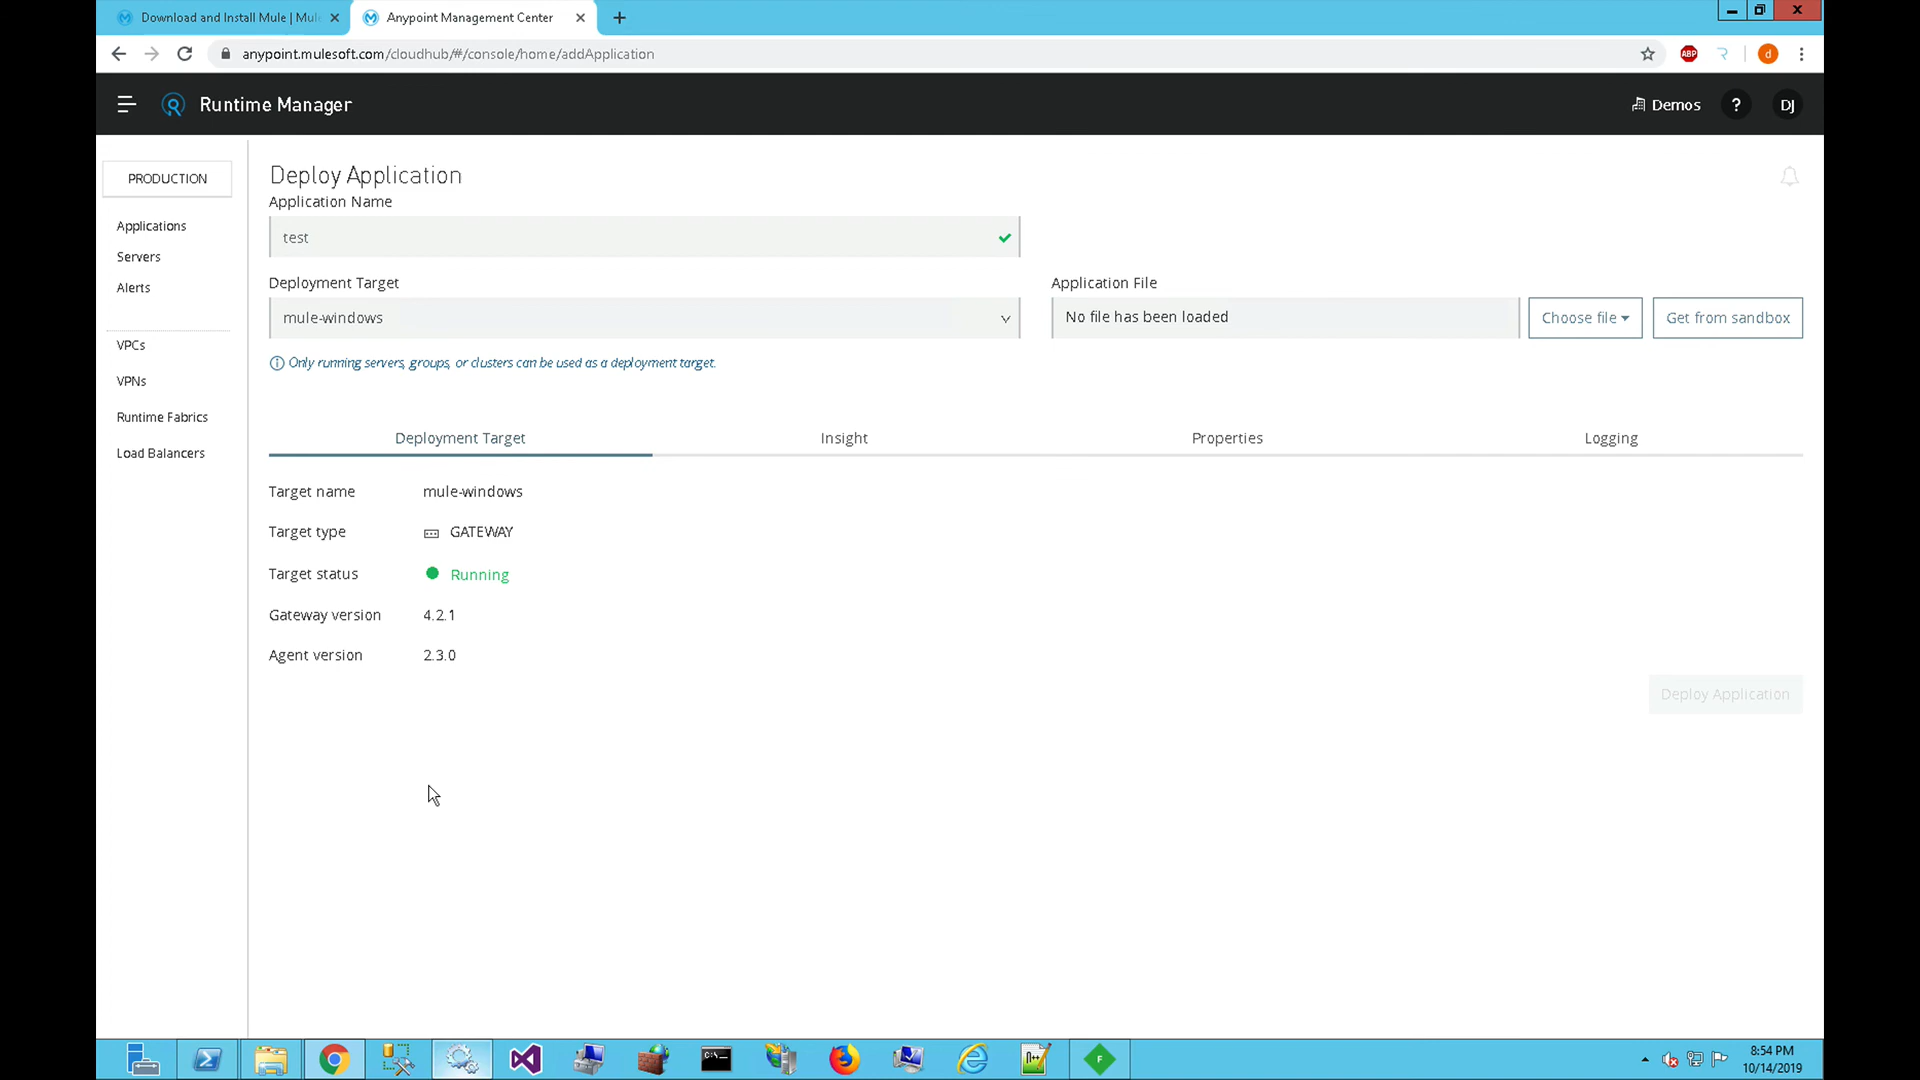 Download and Install Mule | Mule
Anypoint Management Center
anypoint.mulesoft.com/cloudhub/#/console/home/addApplication
ABP
d
Runtime Manager
Demos
?
DJ
PRODUCTION
Applications
Servers
Alerts
VPCs
VPNs
Runtime Fabrics
Load Balancers
Deploy Application
Application Name
test
Deployment Target
mule-windows
Only running servers, groups, or clusters can be used as a deployment target.
Application File
No file has been loaded
Choose file
Get from sandbox
Deployment Target
Insight
Properties
Logging
Target name
mule-windows
Target type
GATEWAY
Target status
Running
Gateway version
4.2.1
Agent version
2.3.0
Deploy Application
8:54 PM
10/14/2019